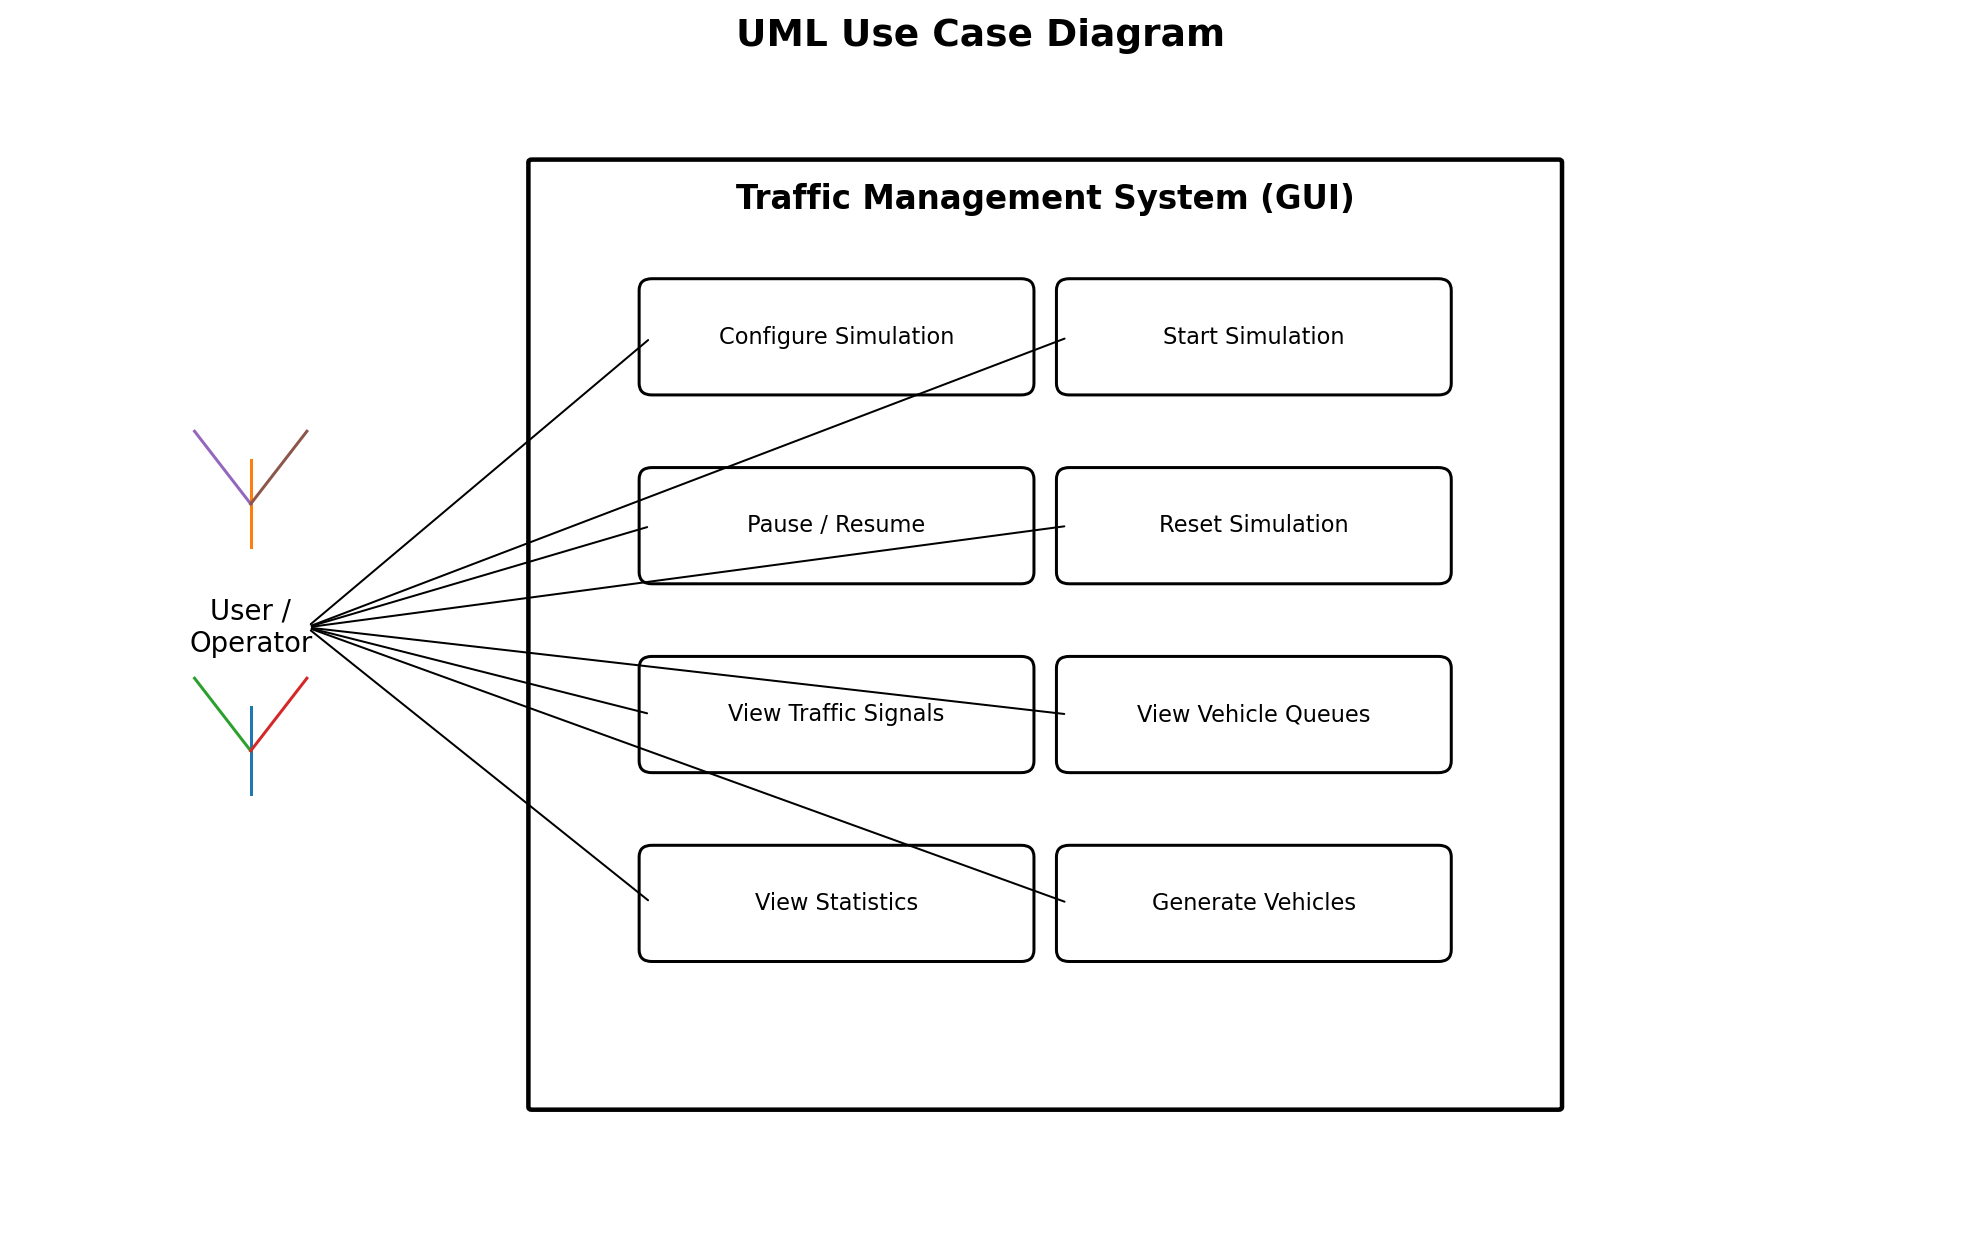 UML Use Case Diagram
Traffic Management System (GUI)
Configure Simulation
Start Simulation
Pause / Resume
Reset Simulation
User /
Operator
View Traffic Signals
View Vehicle Queues
View Statistics
Generate Vehicles